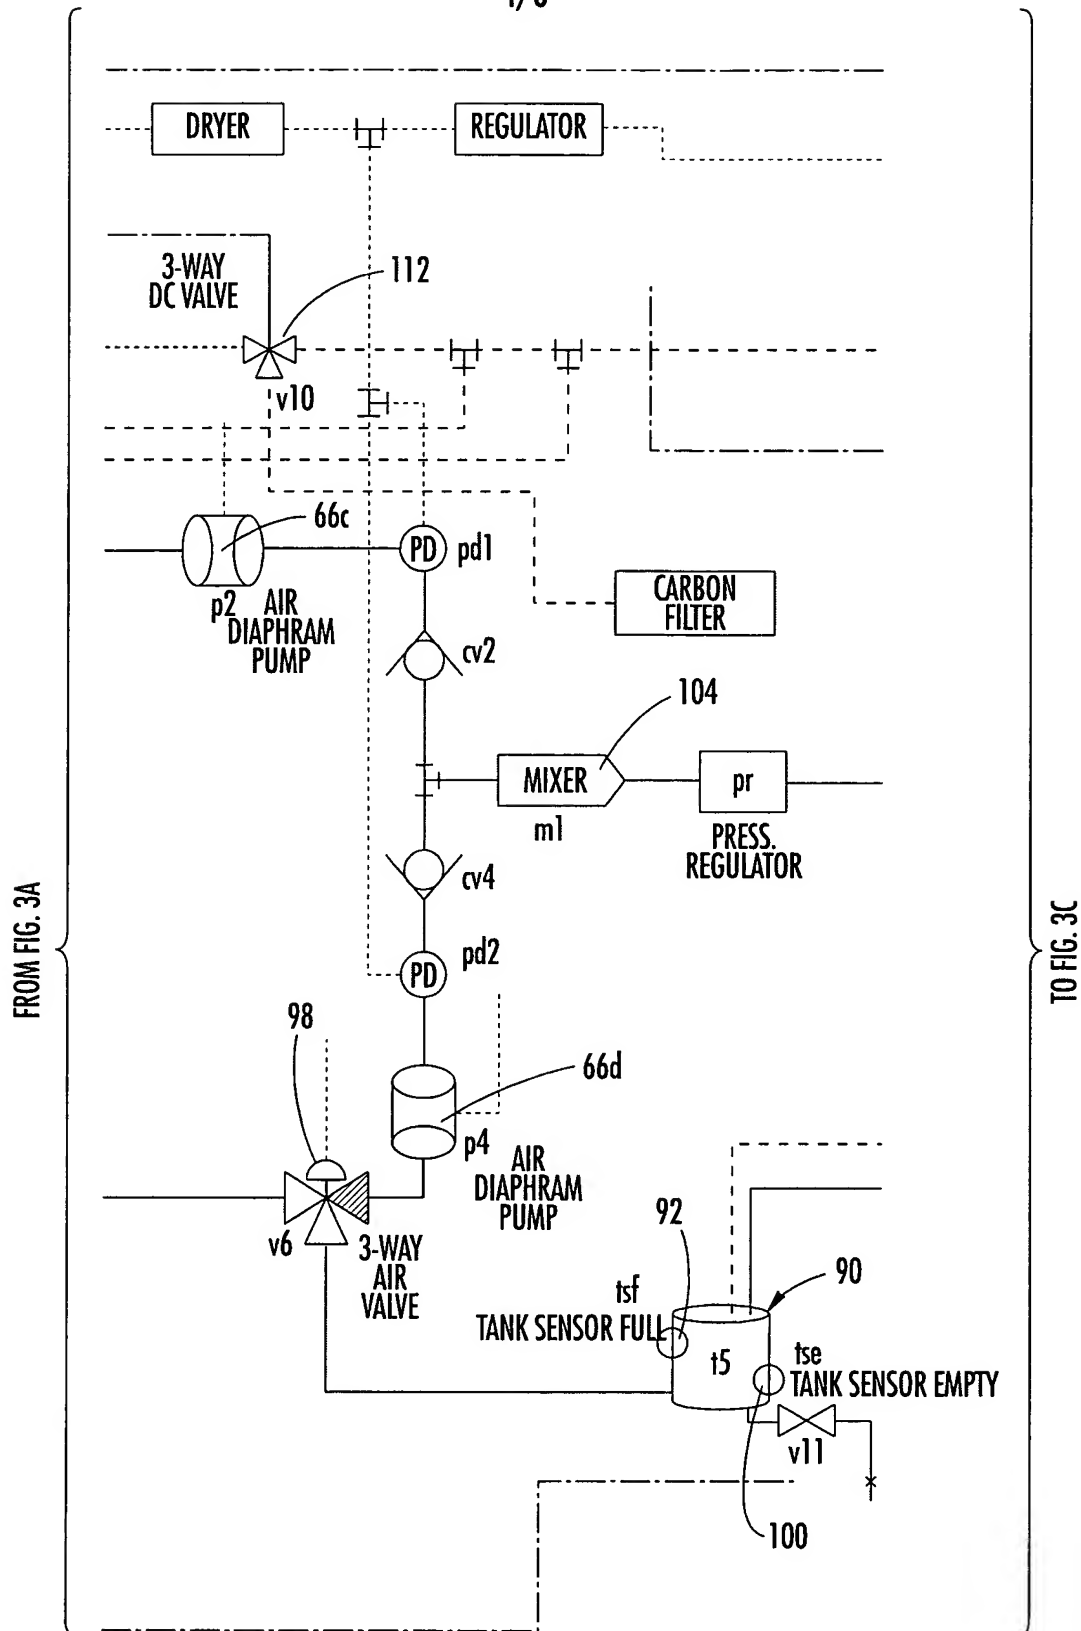 DRYER
REGULATOR
3-WAY
DC VALVE
112
v10
66c
PD
pd1
p2
AIR
DIAPHRAM
PUMP
CARBON
FILTER
cv2
104
MIXER
m1
pr
PRESS.
REGULATOR
cv4
FROM FIG. 3A
TO FIG. 3C
pd2
PD
98
66d
p4
AIR
DIAPHRAM
PUMP
v6
3-WAY
AIR
VALVE
92
90
tsf
TANK SENSOR FULL
t5
tse
TANK SENSOR EMPTY
v11
100